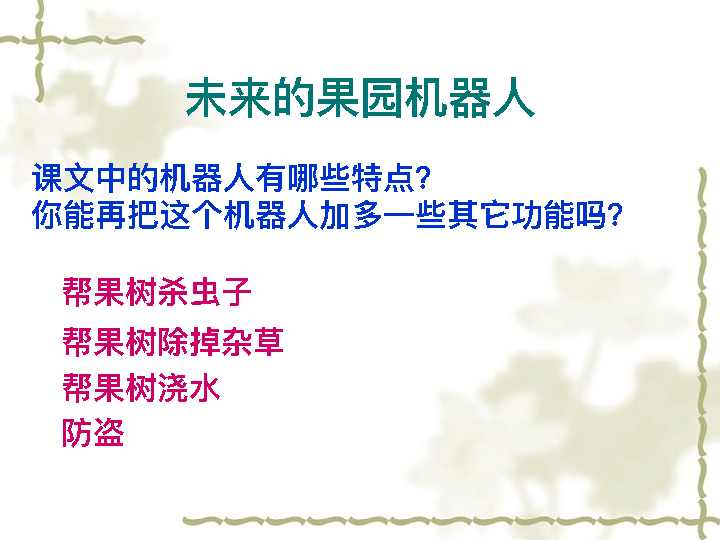 未来的果园机器人
课文中的机器人有哪些特点？
你能再把这个机器人加多一些其它功能吗？
帮果树杀虫子
帮果树除掉杂草
帮果树浇水
防盗